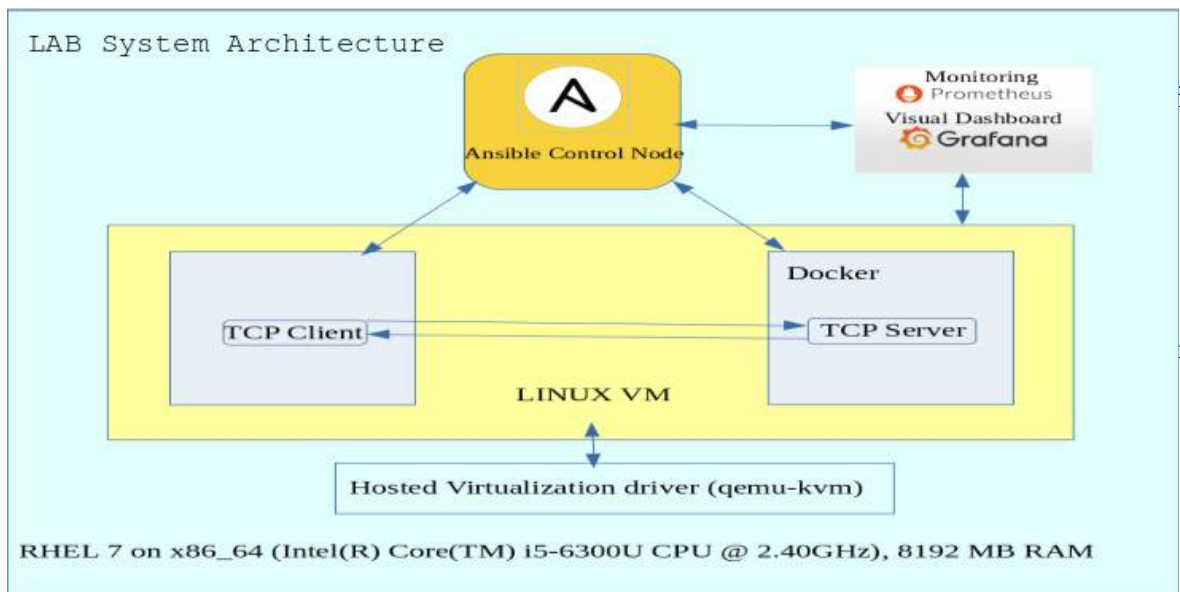 LAB System Architecture
Ansible Control Node
Monitoring
Prometheus
Visual Dashboard
Grafana
Docker
TCP Client
TCP Server
LINUX VM
Hosted Virtualization driver (qemu-kvm)
RHEL 7 on x86_64 (Intel(R) Core(TM) i5-6300U CPU @ 2.40GHz), 8192 MB RAM